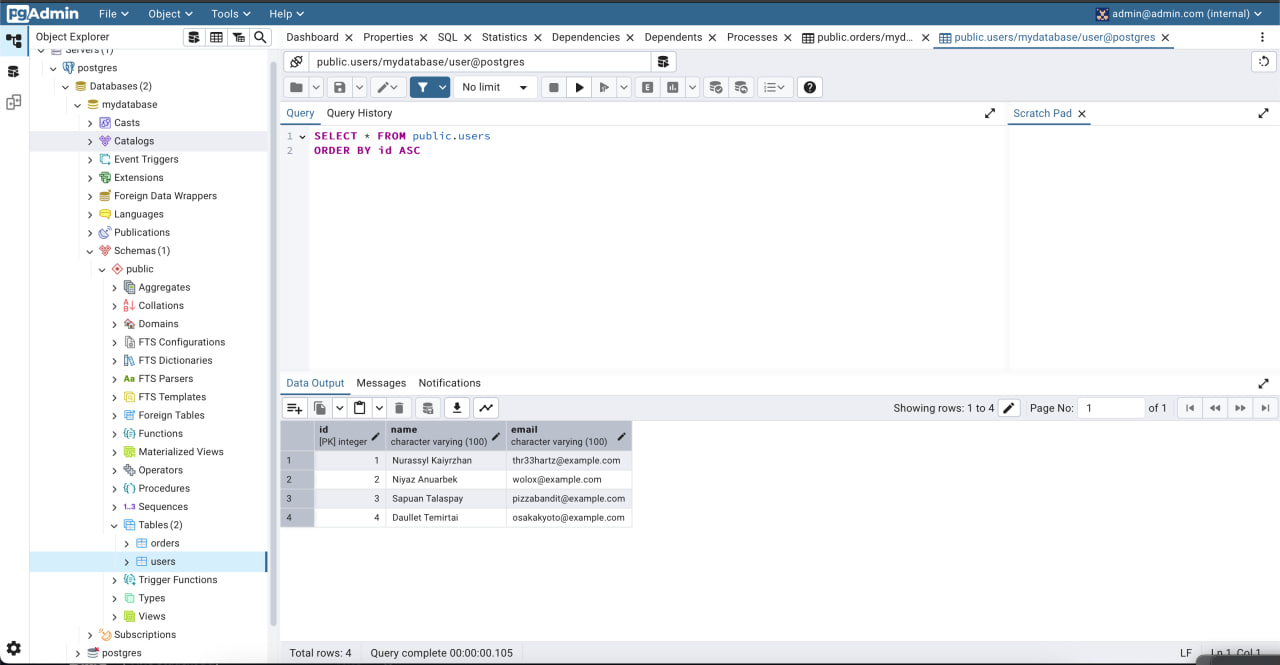 pgAdmin File Object Tools Help admin@admin.com (internal)
Object Explorer
Dashboard Properties SQL Statistics Dependencies Dependents Processes public.orders/myd... public.users/mydatabase/user@postgres
Servers (1)
postgres
Databases (2)
mydatabase
Casts
Catalogs
Event Triggers
Extensions
Foreign Data Wrappers
Languages
Publications
Schemas (1)
public
Aggregates
Collations
Domains
FTS Configurations
FTS Dictionaries
Aa FTS Parsers
FTS Templates
Foreign Tables
Functions
Materialized Views
Operators
Procedures
1..3 Sequences
Tables (2)
orders
users
Trigger Functions
Types
Views
Subscriptions
postgres
public.users/mydatabase/user@postgres
No limit
Query Query History
Scratch Pad
1 SELECT * FROM public.users
2 ORDER BY id ASC
Data Output Messages Notifications
Showing rows: 1 to 4 Page No: 1 of 1
id name email
[PK] integer character varying (100) character varying (100)
1 1 Nurassyl Kaiyrzhan thr33hartz@example.com
2 2 Niyaz Anuarbek wolox@example.com
3 3 Sapuan Talaspay pizzabandit@example.com
4 4 Daullet Temirtai osakakyoto@example.com
Total rows: 4 Query complete 00:00:00.105 LF Ln 1, Col 1